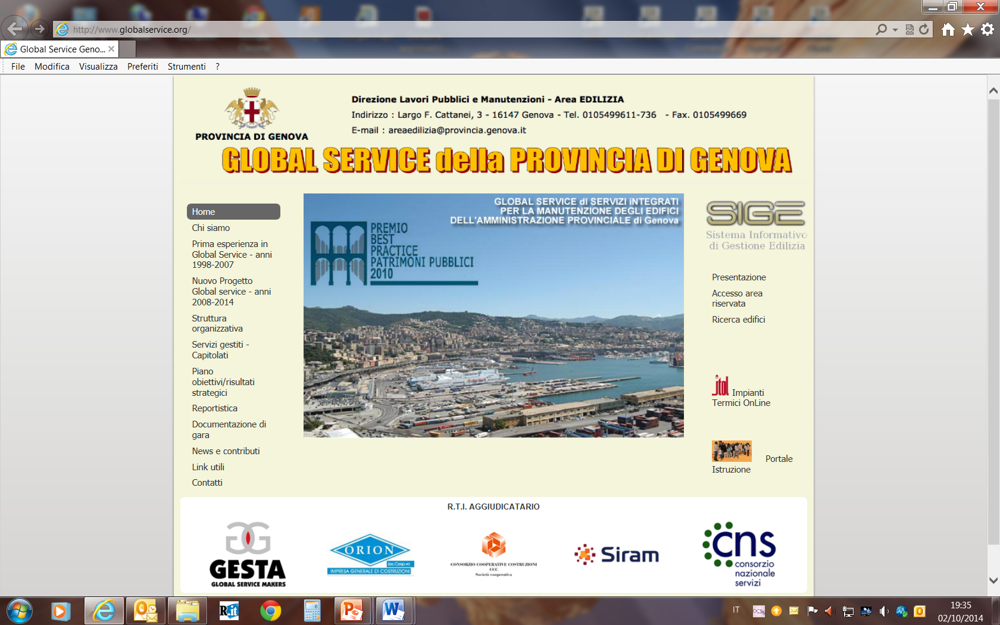 http://www.globalservice.org/
Global Service Geno...
File Modifica Visualizza Preferiti Strumenti ?
PROVINCIA DI GENOVA
Direzione Lavori Pubblici e Manutenzioni - Area EDILIZIA
Indirizzo : Largo F. Cattanei, 3 - 16147 Genova - Tel. 0105499611-736 - Fax. 0105499669
E-mail : areaedilizia@provincia.genova.it
GLOBAL SERVICE della PROVINCIA DI GENOVA
Home
Chi siamo
Prima esperienza in
Global Service - anni
1998-2007
Nuovo Progetto
Global service - anni
2008-2014
Struttura
organizzativa
Servizi gestiti -
Capitolati
Piano
obiettivi/risultati
strategici
Reportistica
Documentazione di
gara
News e contributi
Link utili
Contatti
GLOBAL SERVICE di SERVIZI iNTEGRATI
PER LA MANUTENZIONE DEGLI EDIFICI
DELL'AMMINISTRAZIONE PROVINCIALE di Genova
PREMIO
BEST
PRACTICE
PATRIMONI PUBBLICI
2010
SIGE
Sistema Informativo
di Gestione Edilizia
Presentazione
Accesso area
riservata
Ricerca edifici
itol Impianti
Termici OnLine
Portale
Istruzione
R.T.I. AGGIUDICATARIO
GESTA
GLOBAL SERVICE MAKERS
ORION
Soc.Coop.va
IMPRESA GENERALE DI COSTRUZIONI
CONSORZIO COOPERATIVE COSTRUZIONI
CCC
Società cooperativa
Siram
cns
consorzio
nazionale
servizi
R.it
IT
OCS
19:35
02/10/2014